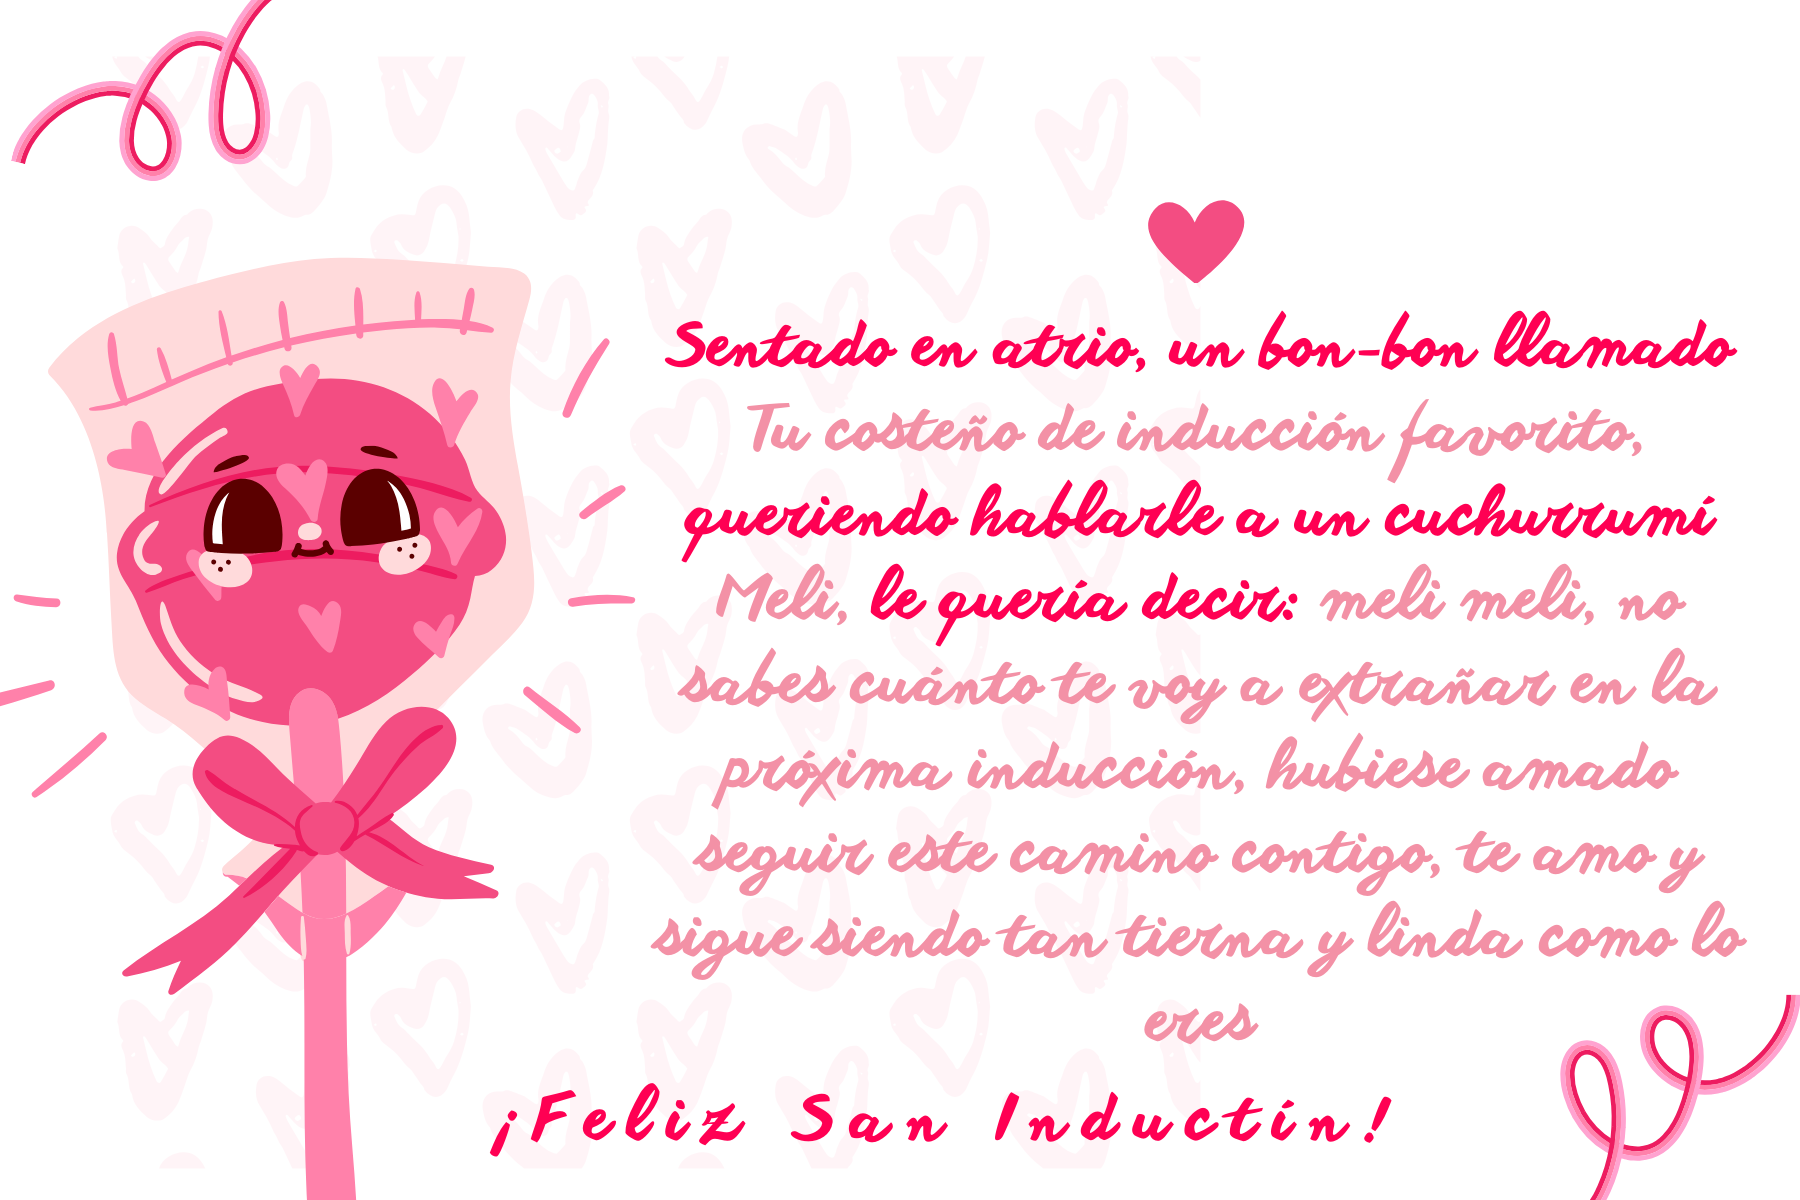 Sentado en atrio, un bon-bon llamado
Tu costeño de inducción favorito,
queriendo hablarle a un cuchurrumí
Meli, le quería decir: meli meli, no
sabes cuánto te voy a extrañar en la
próxima inducción, hubiese amado
seguir este camino contigo, te amo y
sigue siendo tan tierna y linda como lo
eres
¡Feliz San Inductín!